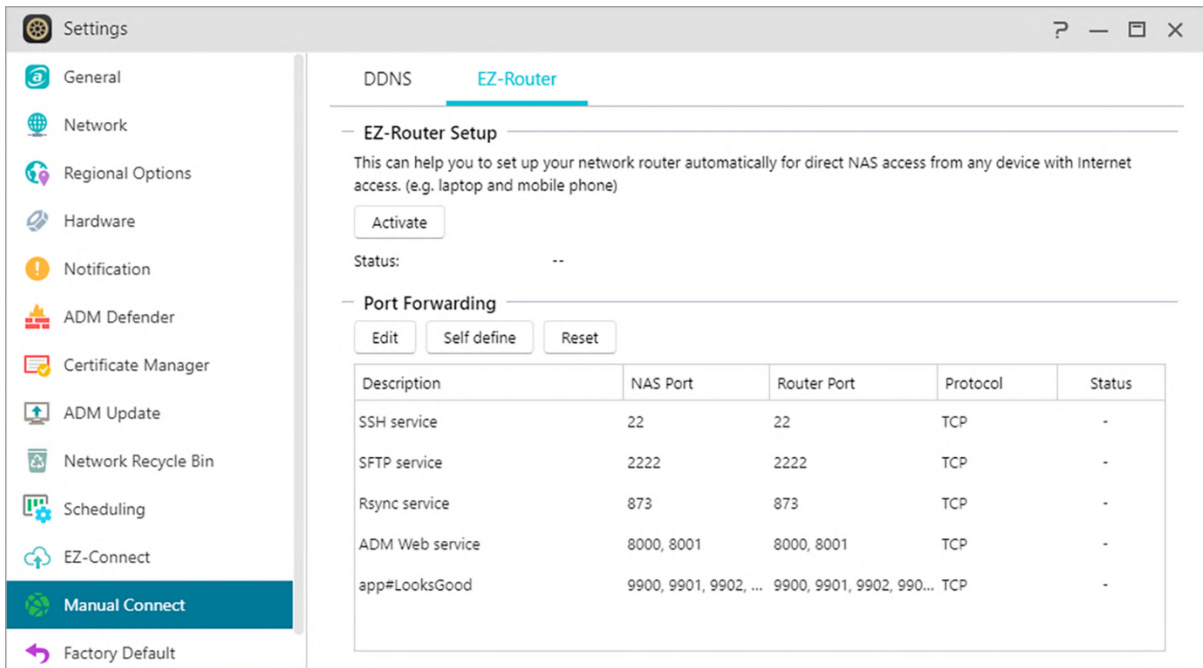 Settings
General
Network
Regional Options
Hardware
Notification
ADM Defender
Certificate Manager
ADM Update
Network Recycle Bin
Scheduling
EZ-Connect
Manual Connect
Factory Default
DDNS EZ-Router
EZ-Router Setup
This can help you to set up your network router automatically for direct NAS access from any device with Internet
access. (e.g. laptop and mobile phone)
Activate
Status: --
Port Forwarding
Edit Self define Reset
Description NAS Port Router Port Protocol Status
SSH service 22 22 TCP -
SFTP service 2222 2222 TCP -
Rsync service 873 873 TCP -
ADM Web service 8000, 8001 8000, 8001 TCP -
app#LooksGood 9900, 9901, 9902, ... 9900, 9901, 9902, 990... TCP -